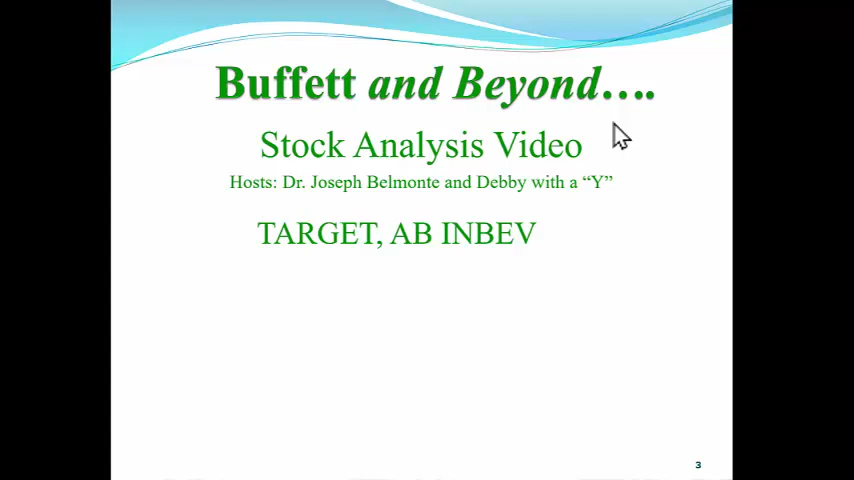 Buffett and Beyond….
Stock Analysis Video
Hosts: Dr. Joseph Belmonte and Debby with a “Y”
TARGET, AB INBEV
3